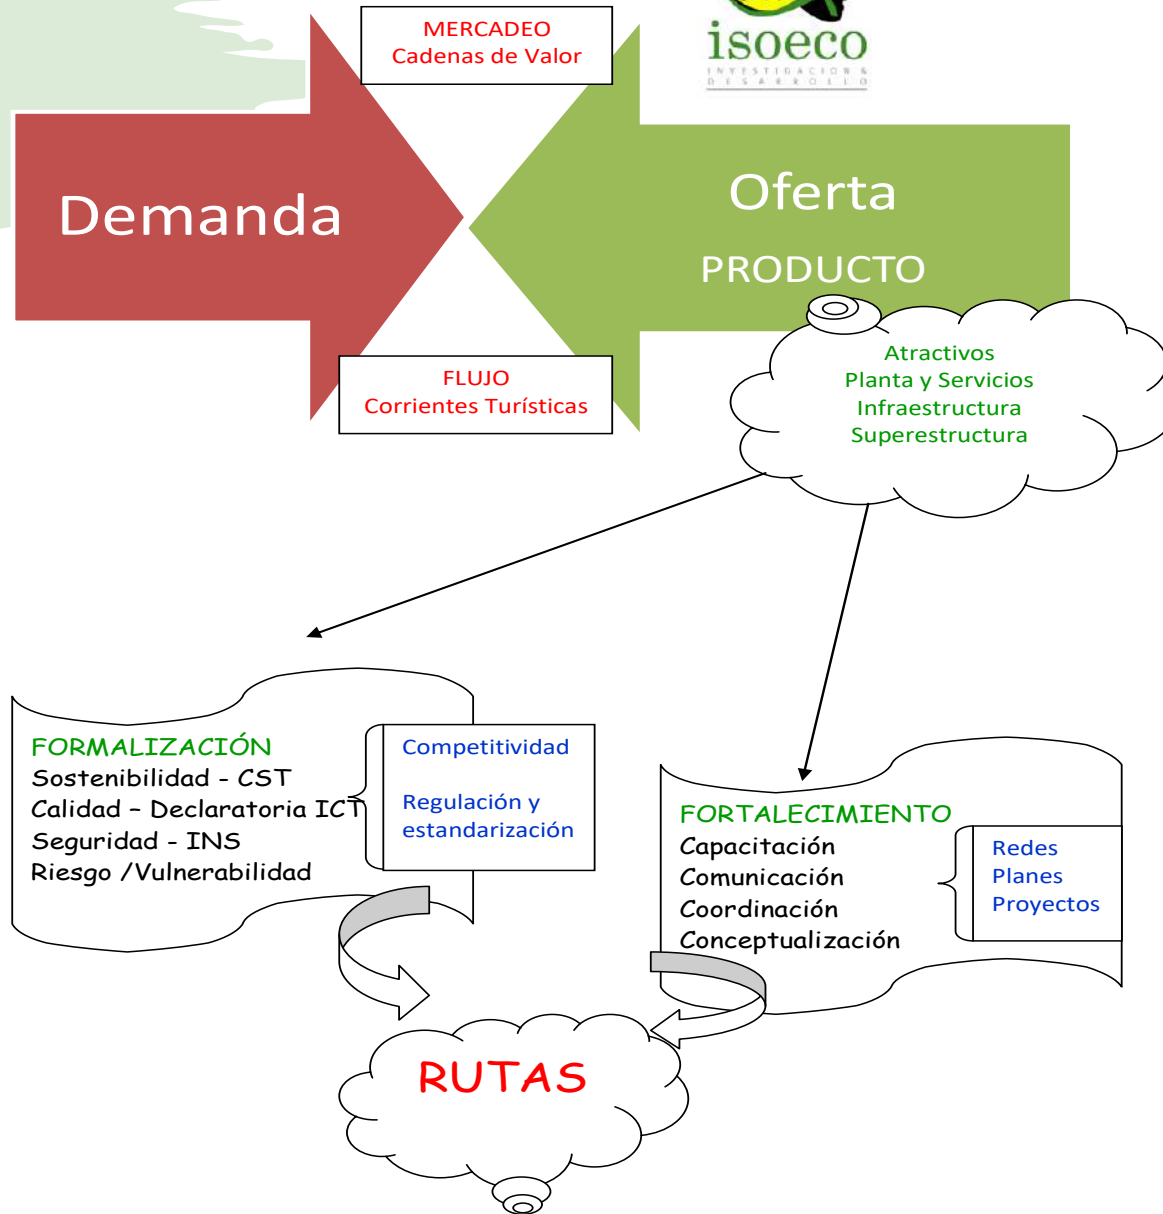 MERCADEO
Cadenas de Valor
isoeco
INVESTIGACION &
DESARROLLO
Demanda
Oferta
PRODUCTO
FLUJO
Corrientes Turísticas
Atractivos
Planta y Servicios
Infraestructura
Superestructura
FORMALIZACIÓN
Sostenibilidad - CST
Calidad – Declaratoria ICT
Seguridad - INS
Riesgo /Vulnerabilidad
Competitividad
Regulación y
estandarización
FORTALECIMIENTO
Capacitación
Comunicación
Coordinación
Conceptualización
Redes
Planes
Proyectos
RUTAS